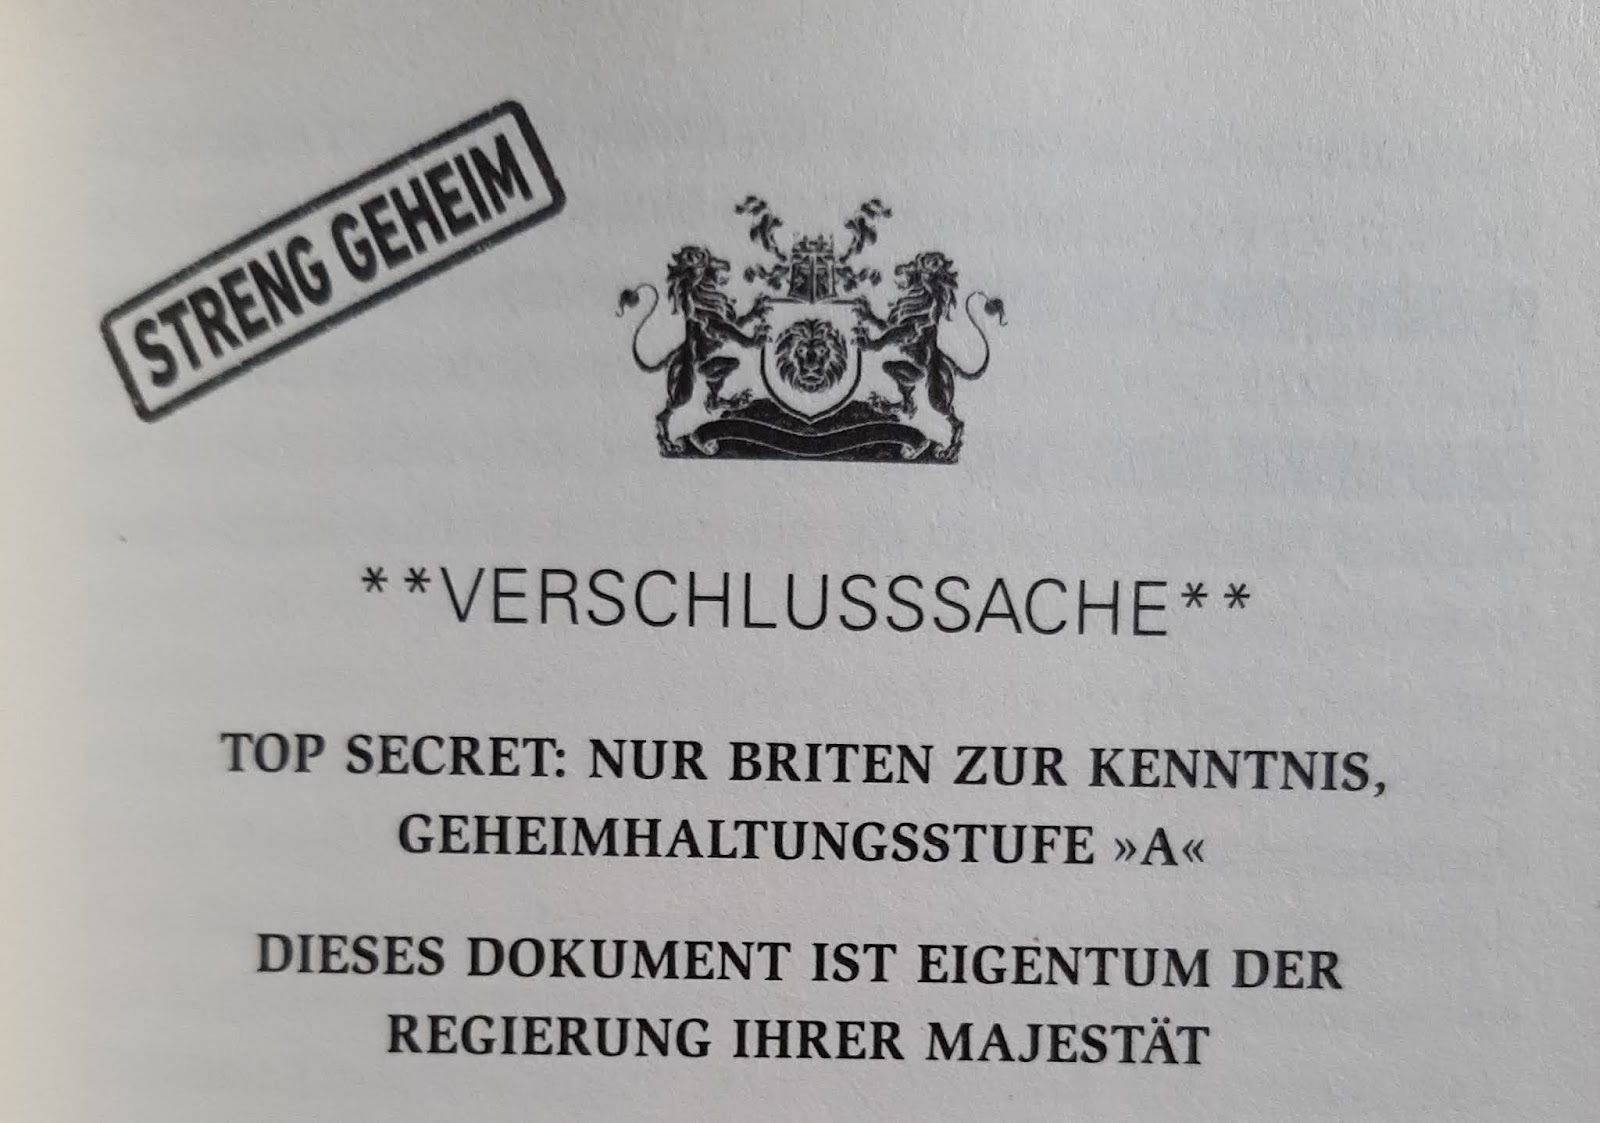 STRENG GEHEIM
**VERSCHLUSSSACHE**
TOP SECRET: NUR BRITEN ZUR KENNTNIS,
GEHEIMHALTUNGSSTUFE »A«
DIESES DOKUMENT IST EIGENTUM DER
REGIERUNG IHRER MAJESTÄT